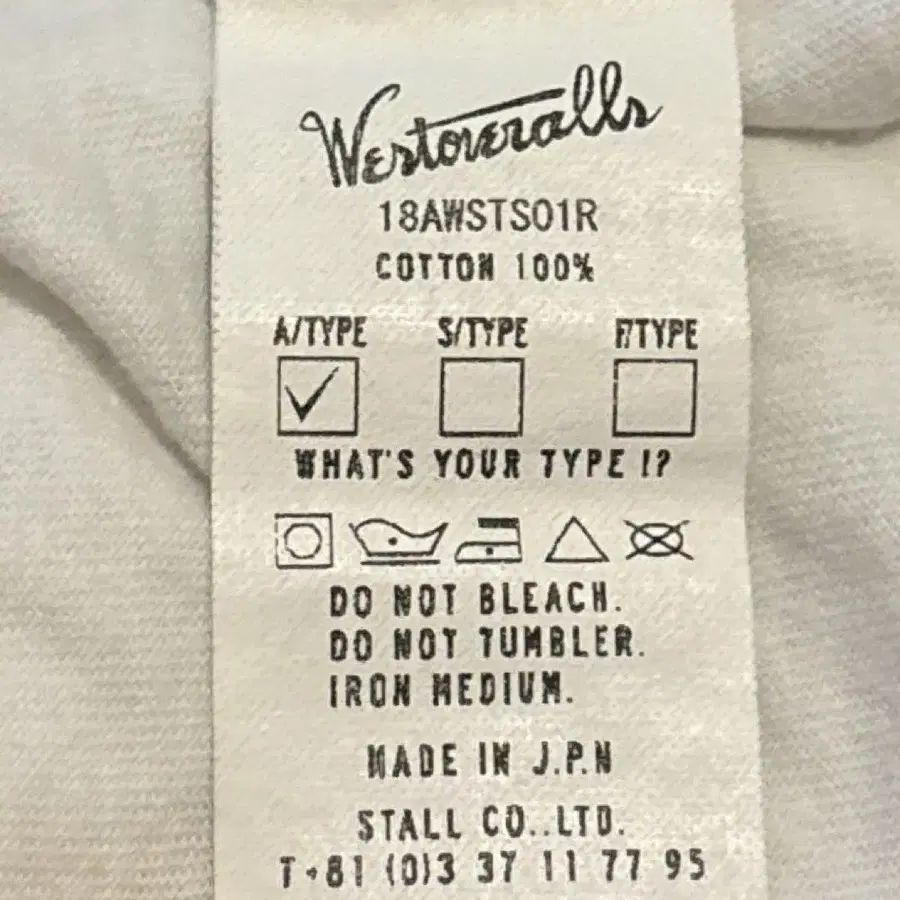 Westoveralls
18AWSTS01R
COTTON 100%
A/TYPE S/TYPE F/TYPE
WHAT'S YOUR TYPE !?
DO NOT BLEACH.
DO NOT TUMBLER.
IRON MEDIUM.
MADE IN J.P.N
STALL CO..LTD.
T+81 (0)3 37 11 77 95